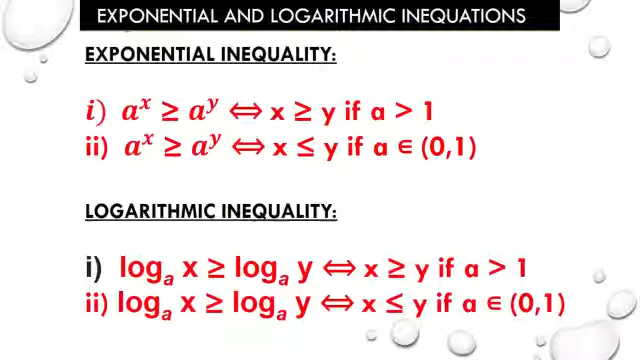 EXPONENTIAL AND LOGARITHMIC INEQUATIONS
EXPONENTIAL INEQUALITY:
i) aˣ ≥ aʸ ⟺ x ≥ y if a > 1
ii) aˣ ≥ aʸ ⟺ x ≤ y if a ∈ (0,1)
LOGARITHMIC INEQUALITY:
i) logₐ x ≥ logₐ y ⟺ x ≥ y if a > 1
ii) logₐ x ≥ logₐ y ⟺ x ≤ y if a ∈ (0,1)